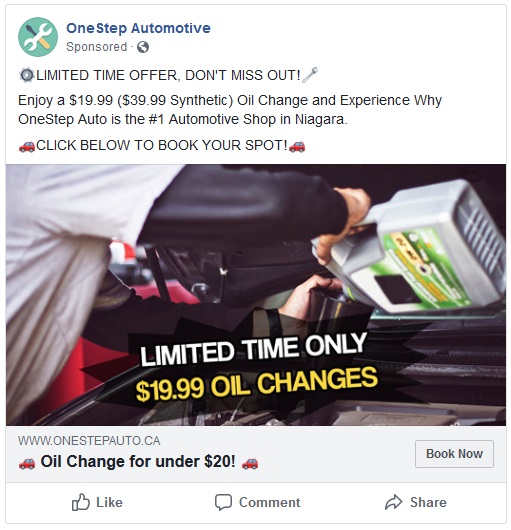 OneStep Automotive
Sponsored ·
LIMITED TIME OFFER, DON'T MISS OUT!
Enjoy a $19.99 ($39.99 Synthetic) Oil Change and Experience Why
OneStep Auto is the #1 Automotive Shop in Niagara.
🚗CLICK BELOW TO BOOK YOUR SPOT!🚗
LIMITED TIME ONLY
$19.99 OIL CHANGES
WWW.ONESTEPAUTO.CA
🚗 Oil Change for under $20! 🚗
Book Now
Like
Comment
Share